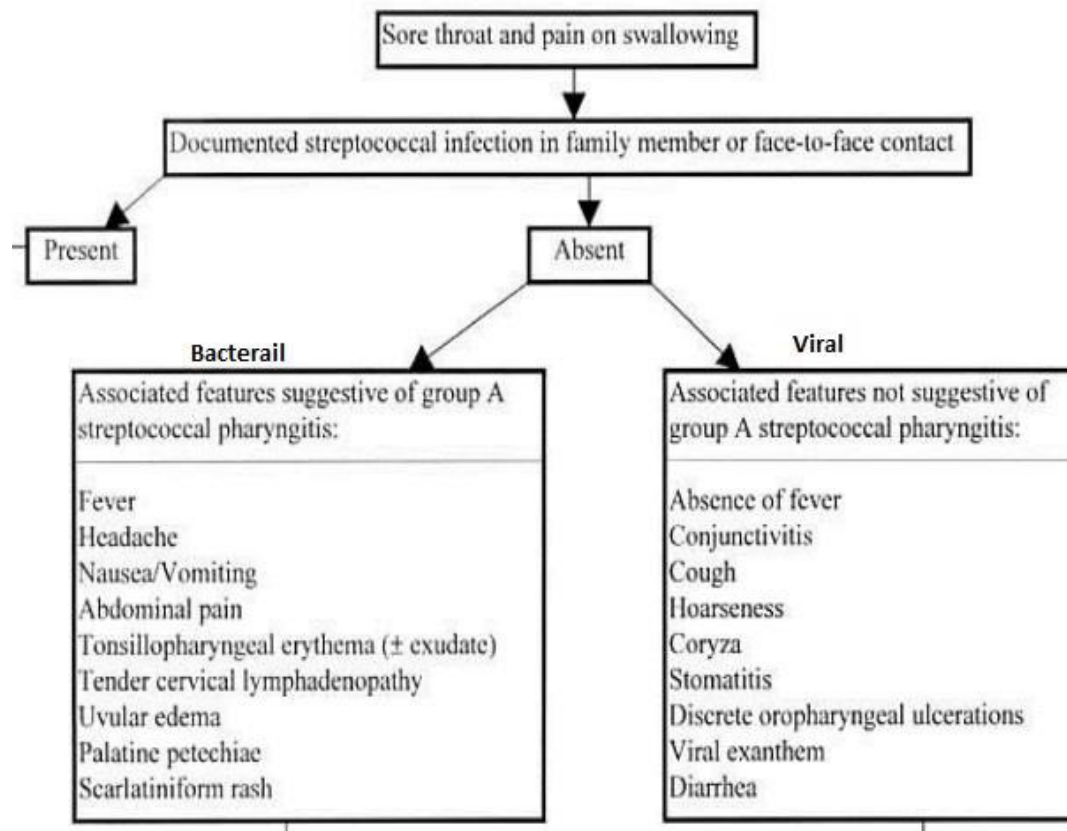 Sore throat and pain on swallowing
Documented streptococcal infection in family member or face-to-face contact
Present
Absent
Bacterail
Associated features suggestive of group A
streptococcal pharyngitis:
Fever
Headache
Nausea/Vomiting
Abdominal pain
Tonsillopharyngeal erythema (± exudate)
Tender cervical lymphadenopathy
Uvular edema
Palatine petechiae
Scarlatiniform rash
Viral
Associated features not suggestive of
group A streptococcal pharyngitis:
Absence of fever
Conjunctivitis
Cough
Hoarseness
Coryza
Stomatitis
Discrete oropharyngeal ulcerations
Viral exanthem
Diarrhea